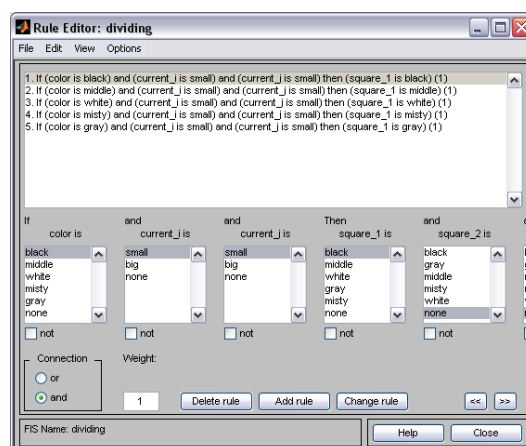 Rule Editor: dividing
File Edit View Options
1. If (color is black) and (current_i is small) and (current_j is small) then (square_1 is black) (1)
2. If (color is middle) and (current_i is small) and (current_j is small) then (square_1 is middle) (1)
3. If (color is white) and (current_i is small) and (current_j is small) then (square_1 is white) (1)
4. If (color is misty) and (current_i is small) and (current_j is small) then (square_1 is misty) (1)
5. If (color is gray) and (current_i is small) and (current_j is small) then (square_1 is gray) (1)
If and and Then and
color is current_i is current_j is square_1 is square_2 is
black small small black black
middle big big middle gray
white none none white middle
misty gray misty
gray misty white
none none none
not not not not not
Connection Weight:
or
and 1 Delete rule Add rule Change rule << >>
FIS Name: dividing Help Close